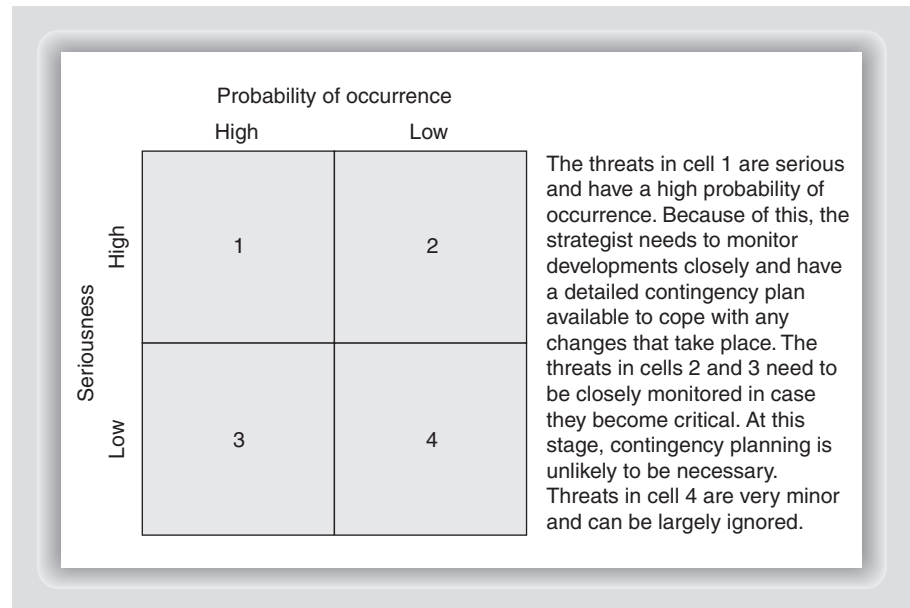 Probability of occurrence
High Low
Seriousness
High
Low
1 2
3 4
The threats in cell 1 are serious
and have a high probability of
occurrence. Because of this, the
strategist needs to monitor
developments closely and have
a detailed contingency plan
available to cope with any
changes that take place. The
threats in cells 2 and 3 need to
be closely monitored in case
they become critical. At this
stage, contingency planning is
unlikely to be necessary.
Threats in cell 4 are very minor
and can be largely ignored.